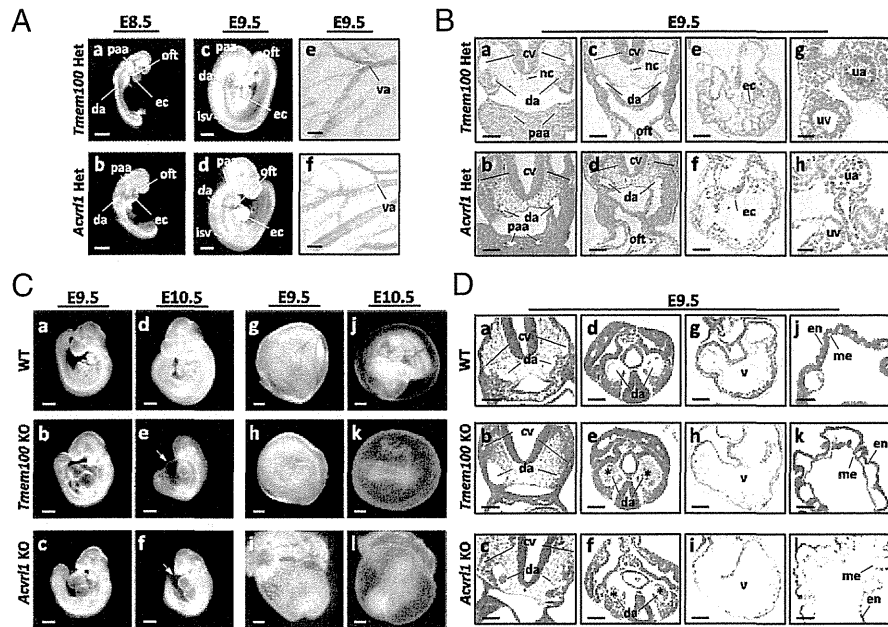 A
E8.5 E9.5 E9.5
Tmem100 Het
a paa oft da ec
c paa da isv ec
e va
Acvrl1 Het
b paa oft da ec
d paa da isv ec
f va
B
E9.5
Tmem100 Het
a cv da paa
c cv nc da oft
e ec
g ua uv
Acvrl1 Het
b cv da paa
d cv da oft
f ec
h ua uv
C
E9.5 E10.5 E9.5 E10.5
WT
a d g j
Tmem100 KO
b e h k
Acvrl1 KO
c f i l
D
E9.5
WT
a cv da
d da
g v
j en me
Tmem100 KO
b cv da
e * * da
h v
k en me
Acvrl1 KO
c cv da
f * * da
i v
l me en